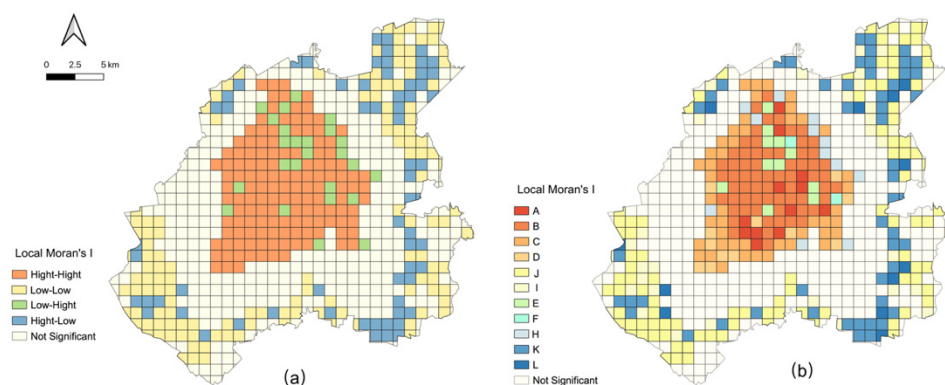 0 2.5 5 km
Local Moran's I
Hight-Hight
Low-Low
Low-Hight
Hight-Low
Not Significant
(a)
Local Moran's I
A
B
C
D
J
I
E
F
H
K
L
Not Significant
(b)